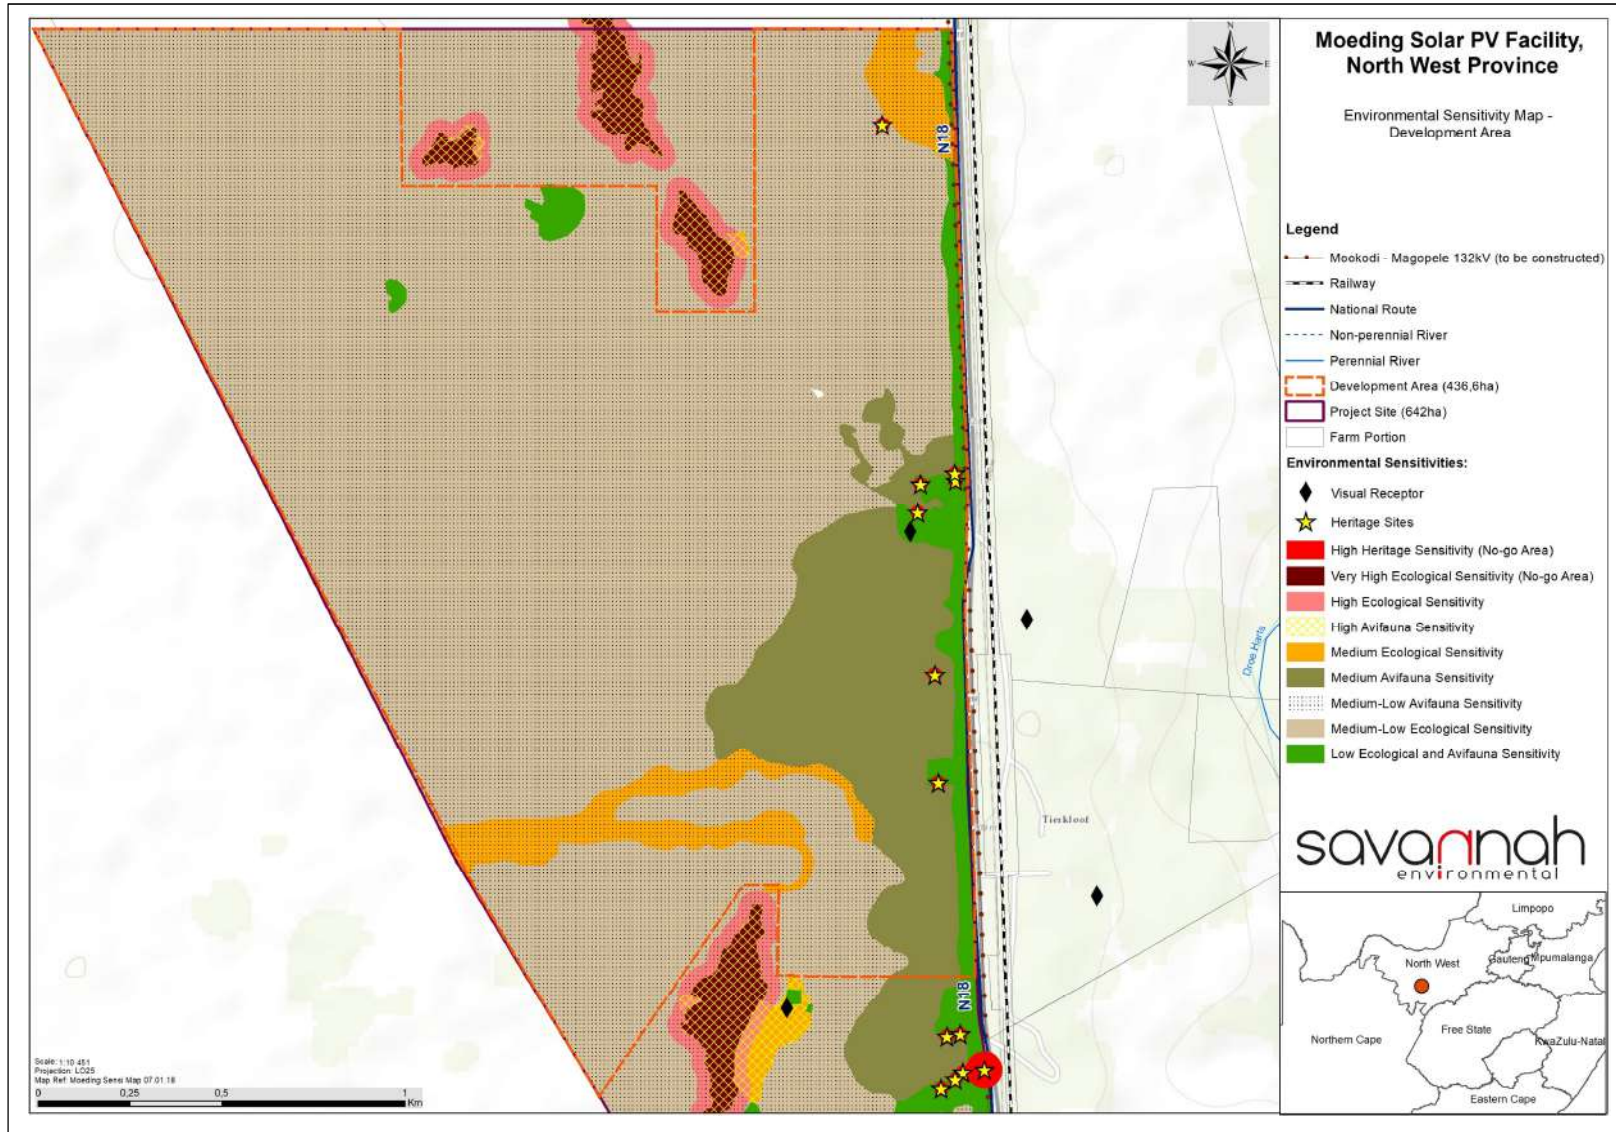 Moeding Solar PV Facility,
North West Province
Environmental Sensitivity Map -
Development Area
N
W
E
S
Legend
Mookodi - Magopele 132kV (to be constructed)
Railway
National Route
Non-perennial River
Perennial River
Development Area (436,6ha)
Project Site (642ha)
Farm Portion
Environmental Sensitivities:
Visual Receptor
Heritage Sites
High Heritage Sensitivity (No-go Area)
Very High Ecological Sensitivity (No-go Area)
High Ecological Sensitivity
High Avifauna Sensitivity
Medium Ecological Sensitivity
Medium Avifauna Sensitivity
Medium-Low Avifauna Sensitivity
Medium-Low Ecological Sensitivity
Low Ecological and Avifauna Sensitivity
savannah
environmental
Limpopo
North West
Gauteng
Mpumalanga
Northern Cape
Free State
KwaZulu-Natal
Eastern Cape
N18
Droe Harts
Tierkloof
N18
Scale: 1:10 451
Projection: LO25
Map Ref: Moeding Sensi Map 07.01.18
0 0,25 0,5 1
Km